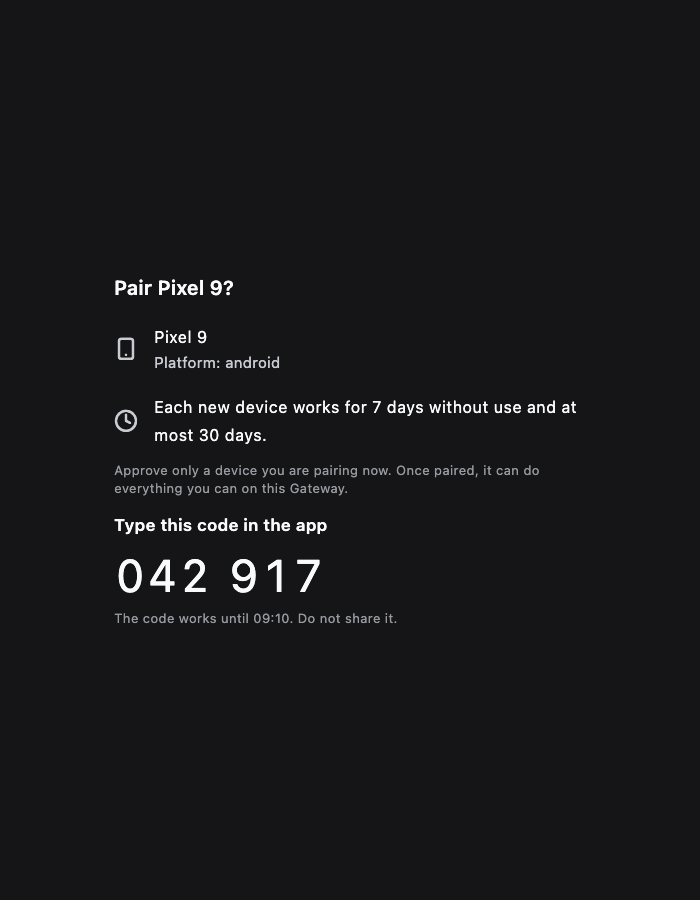 Pair Pixel 9?
Pixel 9
Platform: android
Each new device works for 7 days without use and at
most 30 days.
Approve only a device you are pairing now. Once paired, it can do
everything you can on this Gateway.
Type this code in the app
042 917
The code works until 09:10. Do not share it.